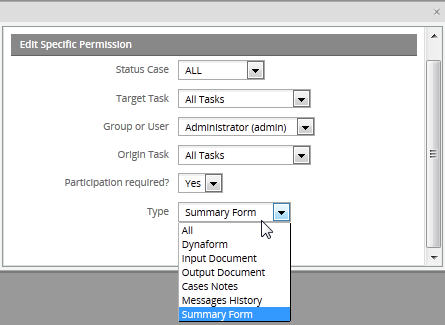 Edit Specific Permission
Status Case ALL
Target Task All Tasks
Group or User Administrator (admin)
Origin Task All Tasks
Participation required? Yes
Type Summary Form
All
Dynaform
Input Document
Output Document
Cases Notes
Messages History
Summary Form